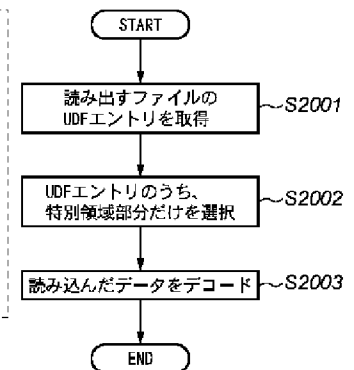 START
読み出すファイルの
UDFエントリを取得
S2001
UDFエントリのうち、
特別領域部分だけを選択
S2002
読み込んだデータをデコード
S2003
END